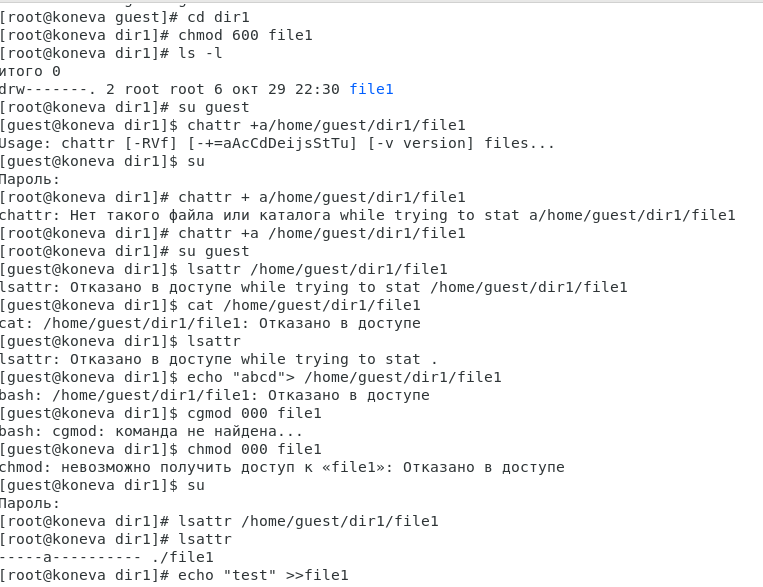 [root@koneva guest]# cd dir1
[root@koneva dir1]# chmod 600 file1
[root@koneva dir1]# ls -l
итого 0
drw-------. 2 root root 6 окт 29 22:30 file1
[root@koneva dir1]# su guest
[guest@koneva dir1]$ chattr +a/home/guest/dir1/file1
Usage: chattr [-RVf] [-+=aAcCdDeijsStTu] [-v version] files...
[guest@koneva dir1]$ su
Пароль:
[root@koneva dir1]# chattr + a/home/guest/dir1/file1
chattr: Нет такого файла или каталога while trying to stat a/home/guest/dir1/file1
[root@koneva dir1]# chattr +a /home/guest/dir1/file1
[root@koneva dir1]# su guest
[guest@koneva dir1]$ lsattr /home/guest/dir1/file1
lsattr: Отказано в доступе while trying to stat /home/guest/dir1/file1
[guest@koneva dir1]$ cat /home/guest/dir1/file1
cat: /home/guest/dir1/file1: Отказано в доступе
[guest@koneva dir1]$ lsattr
lsattr: Отказано в доступе while trying to stat .
[guest@koneva dir1]$ echo "abcd"> /home/guest/dir1/file1
bash: /home/guest/dir1/file1: Отказано в доступе
[guest@koneva dir1]$ cgmod 000 file1
bash: cgmod: команда не найдена...
[guest@koneva dir1]$ chmod 000 file1
chmod: невозможно получить доступ к «file1»: Отказано в доступе
[guest@koneva dir1]$ su
Пароль:
[root@koneva dir1]# lsattr /home/guest/dir1/file1
[root@koneva dir1]# lsattr
-----a---------- ./file1
[root@koneva dir1]# echo "test" >>file1